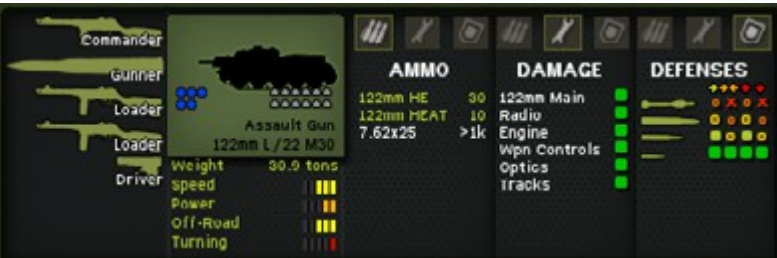 Commander
Gunner
Loader
Loader
Driver
Assault Gun
122mm L/22 M30
Weight 30.9 tons
Speed
Power
Off-Road
Turning
AMMO
122mm HE 30
122mm HEAT 10
7.62x25 >1k
DAMAGE
122mm Main
Radio
Engine
Wpn Controls
Optics
Tracks
DEFENSES